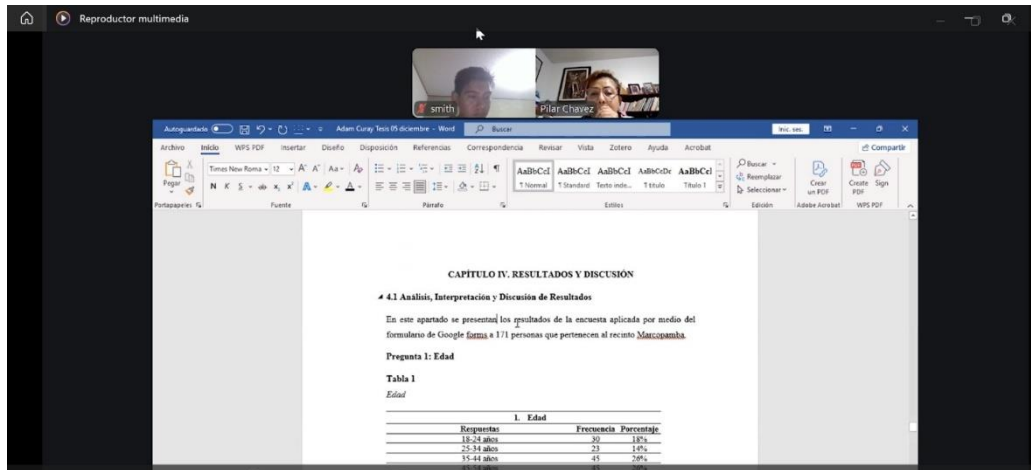 Reproductor multimedia
smith
Pilar Chavez
Autoguardado
Adam Curay Tesis 05 diciembre - Word
Buscar
Inic. ses.
Archivo Inicio WPS PDF Insertar Diseño Disposición Referencias Correspondencia Revisar Vista Zotero Ayuda Acrobat Compartir
Times New Roma 12
Pegar
N K S
AaBbCcI AaBbCcI AaBbCcI AaBbCcDc AaBbCcI
¶ Normal ¶ Standard Texto inde... ¶ título Título 1
Buscar
Reemplazar
Seleccionar
Crear un PDF
Create PDF
Sign
Portapapeles Fuente Párrafo Estilos Edición Adobe Acrobat WPS PDF
CAPÍTULO IV. RESULTADOS Y DISCUSIÓN
4.1 Análisis, Interpretación y Discusión de Resultados
En este apartado se presentan los resultados de la encuesta aplicada por medio del
formulario de Google forms a 171 personas que pertenecen al recinto Marcopamba.
Pregunta 1: Edad
Tabla 1
Edad
1. Edad
Respuestas Frecuencia Porcentaje
18-24 años 30 18%
25-34 años 23 14%
35-44 años 45 26%